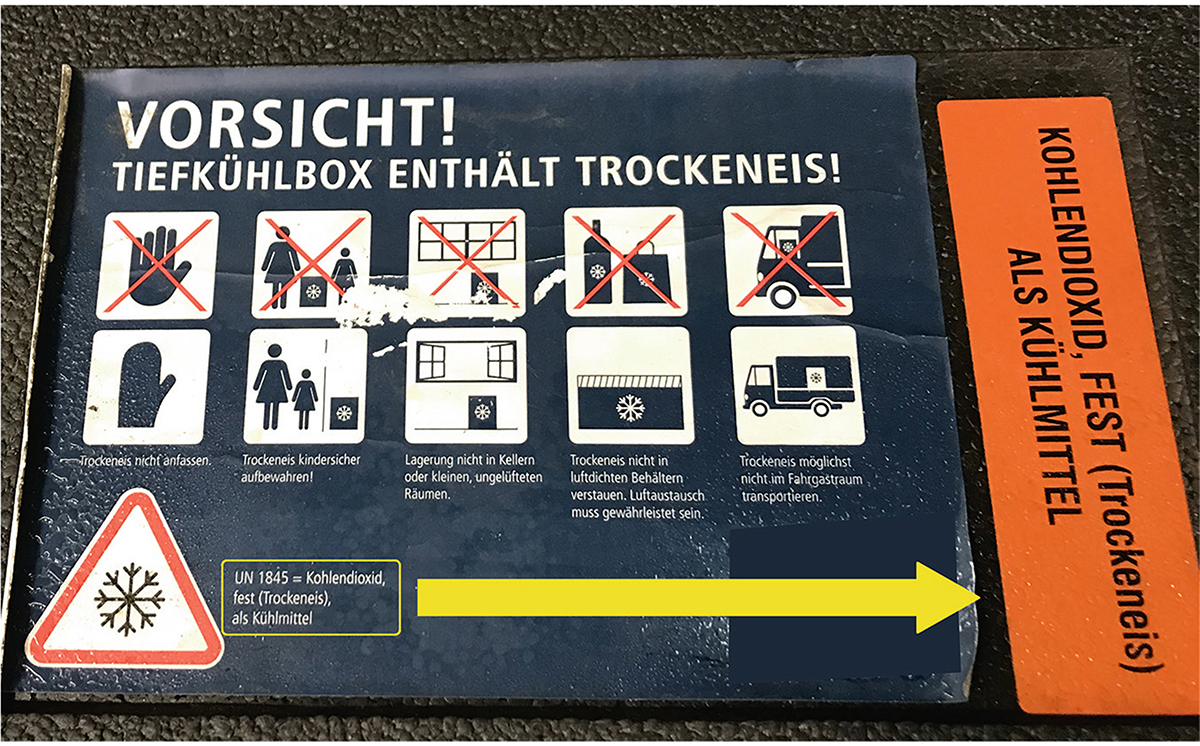 VORSICHT!
TIEFKÜHLBOX ENTHÄLT TROCKENEIS!
Trockeneis nicht anfassen.
Trockeneis kindersicher
aufbewahren!
Lagerung nicht in Kellern
oder kleinen, ungelüfteten
Räumen.
Trockeneis nicht in
luftdichten Behältern
verstauen. Luftaustausch
muss gewährleistet sein.
Trockeneis möglichst
nicht im Fahrgastraum
transportieren.
UN 1845 = Kohlendioxid,
fest (Trockeneis),
als Kühlmittel
KOHLENDIOXID, FEST (Trockeneis)
ALS KÜHLMITTEL